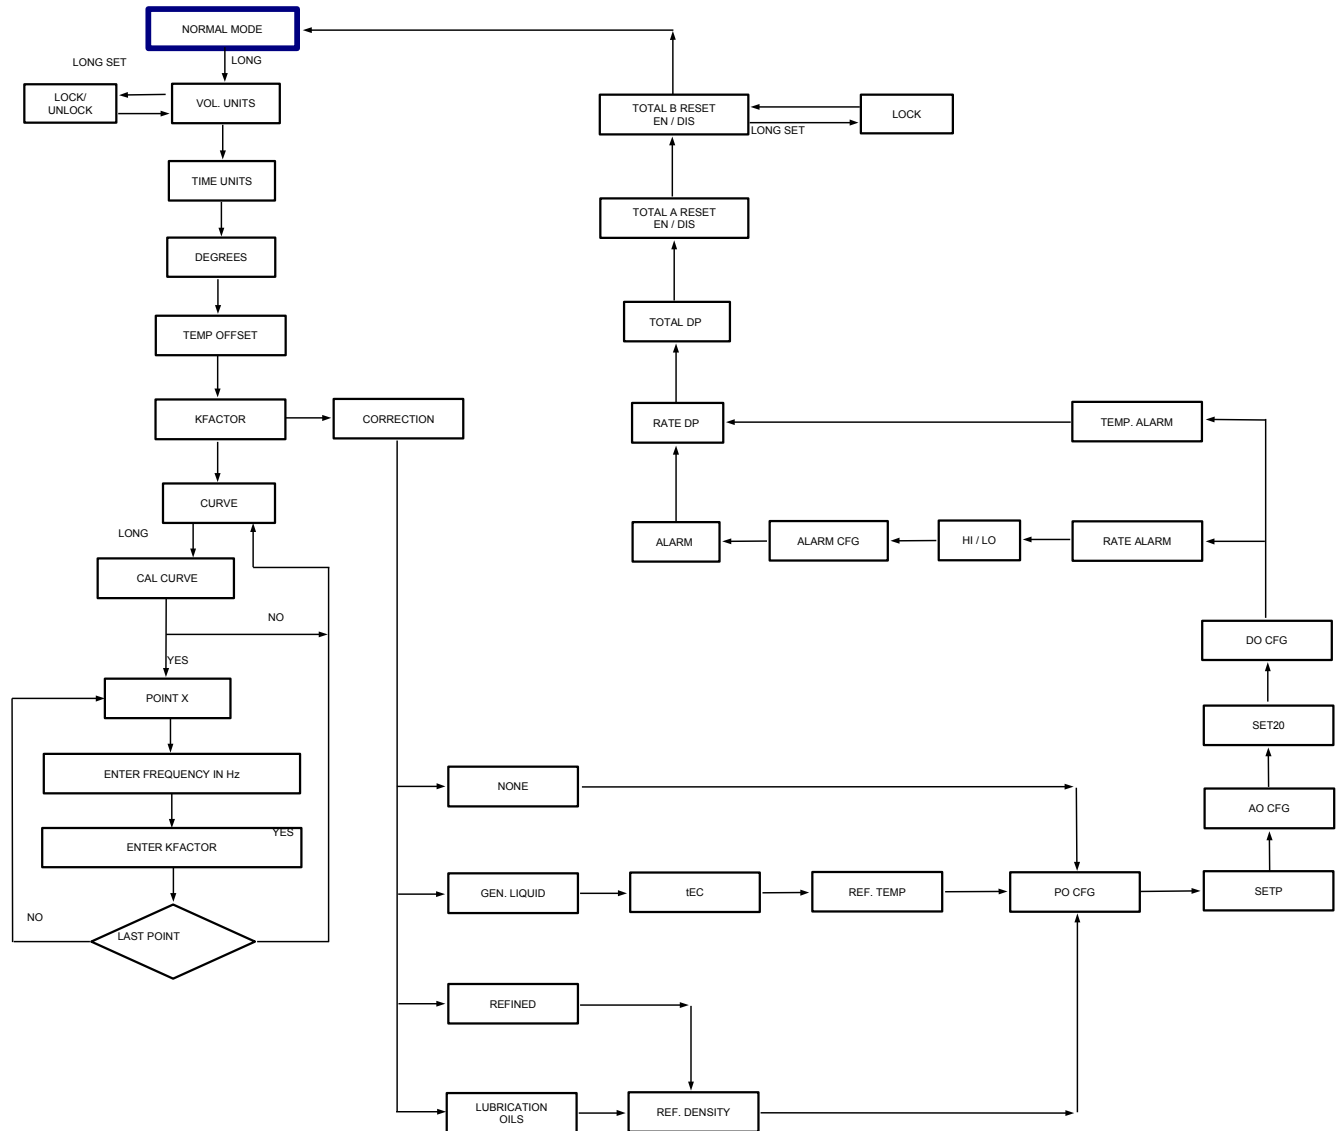 NORMAL MODE
LONG SET
LONG
LOCK/
UNLOCK
VOL. UNITS
TOTAL B RESET
EN / DIS
LONG SET
LOCK
TIME UNITS
TOTAL A RESET
EN / DIS
DEGREES
TEMP OFFSET
TOTAL DP
KFACTOR
CORRECTION
RATE DP
TEMP. ALARM
CURVE
LONG
CAL CURVE
ALARM
ALARM CFG
HI / LO
RATE ALARM
NO
YES
DO CFG
POINT X
SET20
ENTER FREQUENCY IN Hz
NONE
AO CFG
YES
ENTER KFACTOR
GEN. LIQUID
tEC
REF. TEMP
PO CFG
SETP
NO
LAST POINT
REFINED
LUBRICATION
OILS
REF. DENSITY